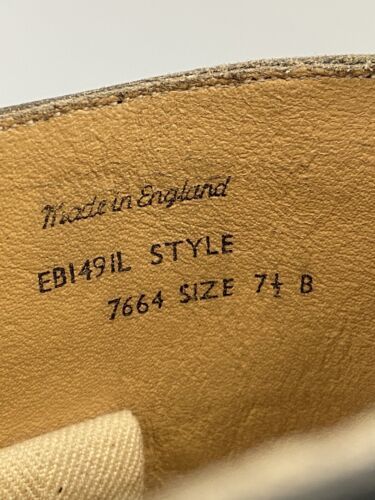 Made in England
EB1491L STYLE
7664 SIZE 7½ B